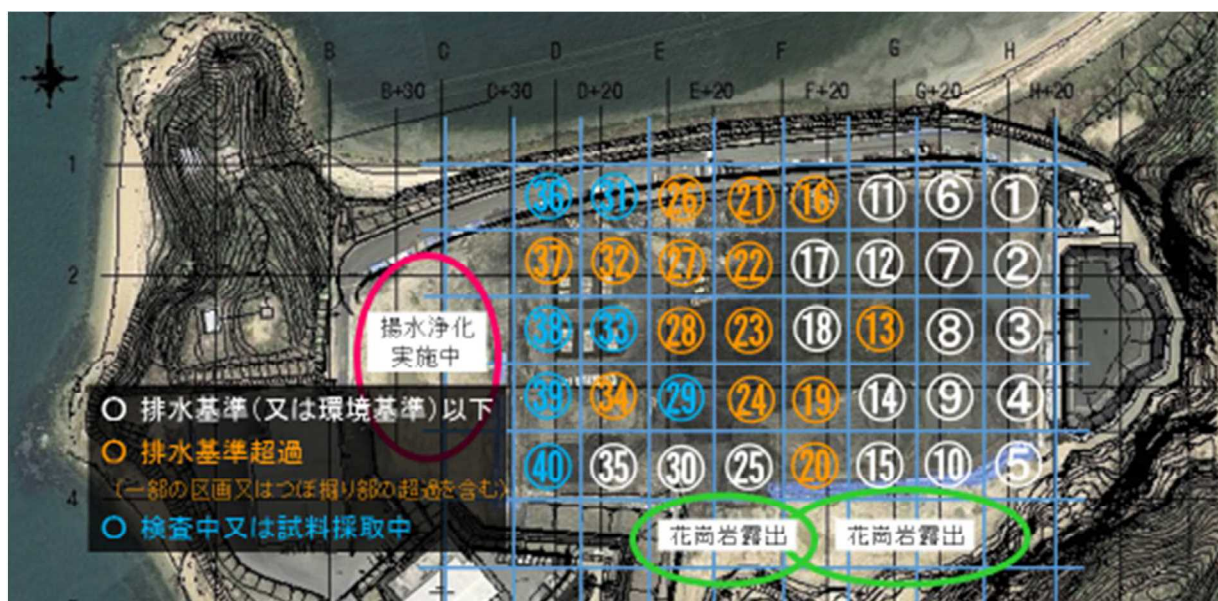 B C D E F G H I
B+30 C+30 D+20 E+20 F+20 G+20 H+20
1
㊱ ㉛ ㉖ ㉑ ⑯ ⑪ ⑥ ①
2
㊲ ㉜ ㉗ ㉒ ⑰ ⑫ ⑦ ②
㊳ ㉝ ㉘ ㉓ ⑱ ⑬ ⑧ ③
揚水浄化
実施中
3
㊴ ㉞ ㉙ ㉔ ⑲ ⑭ ⑨ ④
㊵ ㉟ ㉚ ㉕ ⑳ ⑮ ⑩ ⑤
4
○ 排水基準(又は環境基準)以下
○ 排水基準超過
(一部の区画又はつぼ掘り部の超過を含む)
○ 検査中又は試料採取中
花崗岩露出 花崗岩露出